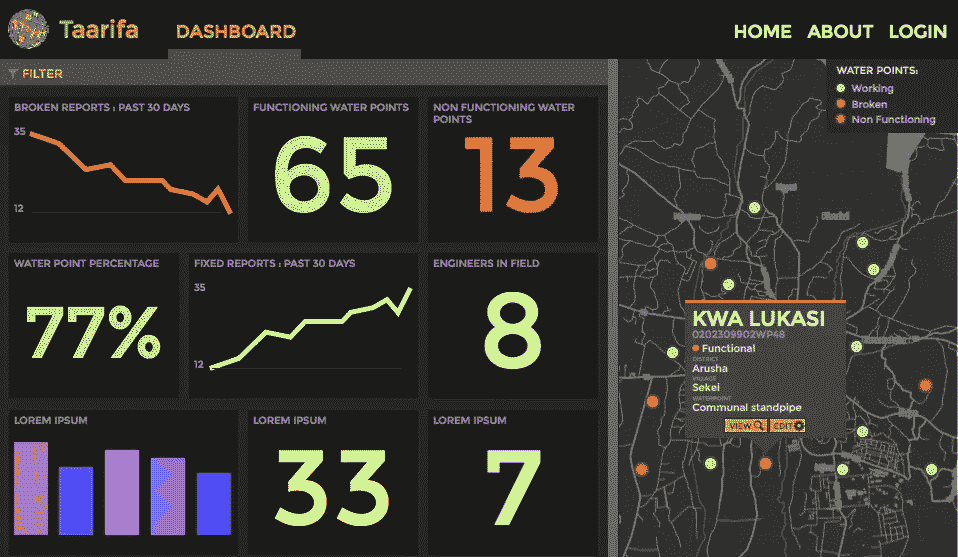 Taarifa
DASHBOARD
HOME ABOUT LOGIN
FILTER
BROKEN REPORTS : PAST 30 DAYS
35
12
FUNCTIONING WATER POINTS
65
NON FUNCTIONING WATER
POINTS
13
WATER POINT PERCENTAGE
77%
FIXED REPORTS : PAST 30 DAYS
35
12
ENGINEERS IN FIELD
8
LOREM IPSUM
LOREM IPSUM
33
LOREM IPSUM
7
WATER POINTS:
Working
Broken
Non Functioning
KWA LUKASI
0202309902WP48
Functional
DISTRICT
Arusha
VILLAGE
Sekei
WATERPOINT
Communal standpipe
VIEW
EDIT